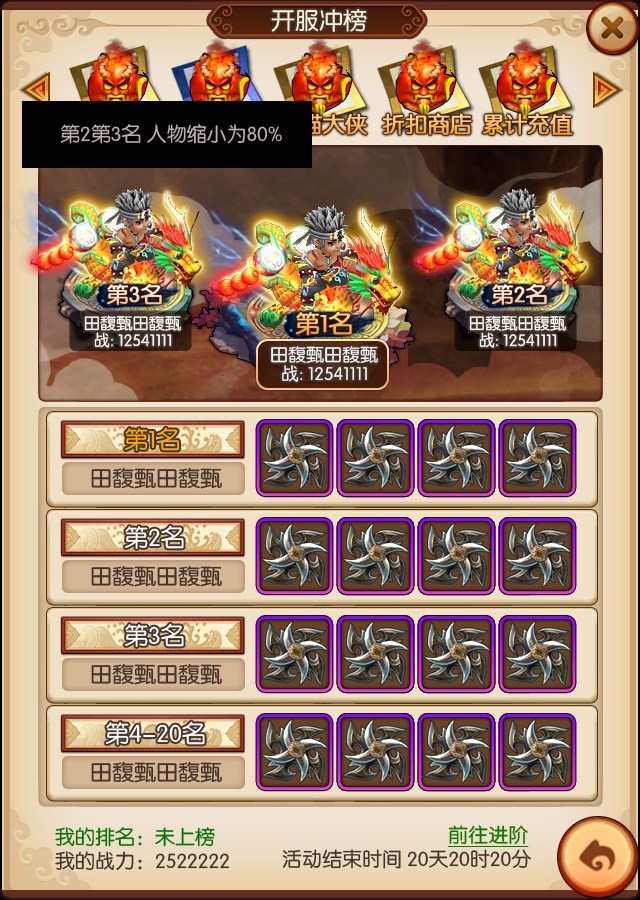 开服冲榜
猫大侠 折扣商店 累计充值
第2第3名 人物缩小为80%
第3名
田馥甄田馥甄
战: 12541111
第1名
田馥甄田馥甄
战: 12541111
第2名
田馥甄田馥甄
战: 12541111
第1名
田馥甄田馥甄
第2名
田馥甄田馥甄
第3名
田馥甄田馥甄
第4-20名
田馥甄田馥甄
我的排名: 未上榜
前往进阶
我的战力: 2522222
活动结束时间 20天20时20分